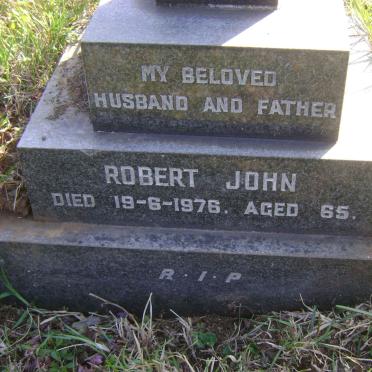 MY BELOVED
HUSBAND AND FATHER
ROBERT JOHN
DIED 19-6-1976. AGED 65.
R·I·P